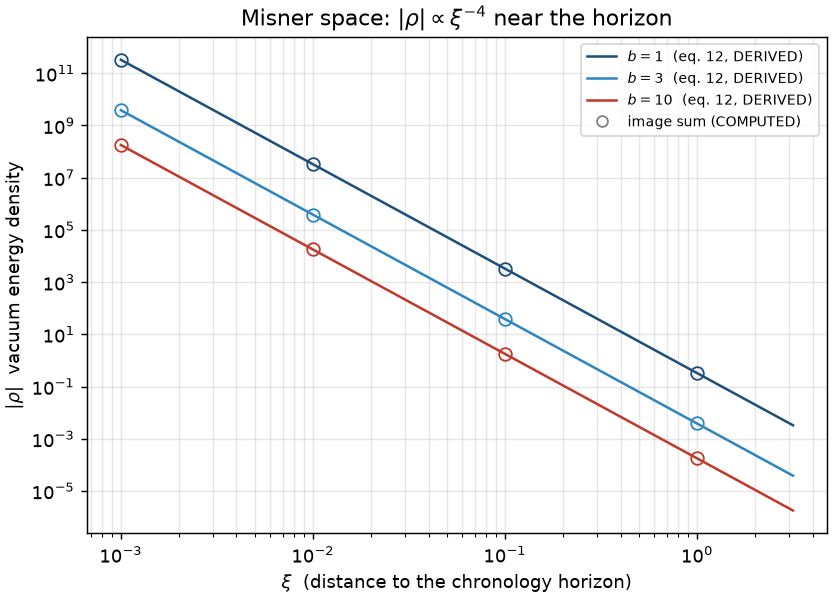 Misner space: |ρ| ∝ ξ⁻⁴ near the horizon
b = 1 (eq. 12, DERIVED)
b = 3 (eq. 12, DERIVED)
b = 10 (eq. 12, DERIVED)
image sum (COMPUTED)
|ρ| vacuum energy density
10¹¹
10⁹
10⁷
10⁵
10³
10¹
10⁻¹
10⁻³
10⁻⁵
10⁻³ 10⁻² 10⁻¹ 10⁰
ξ (distance to the chronology horizon)